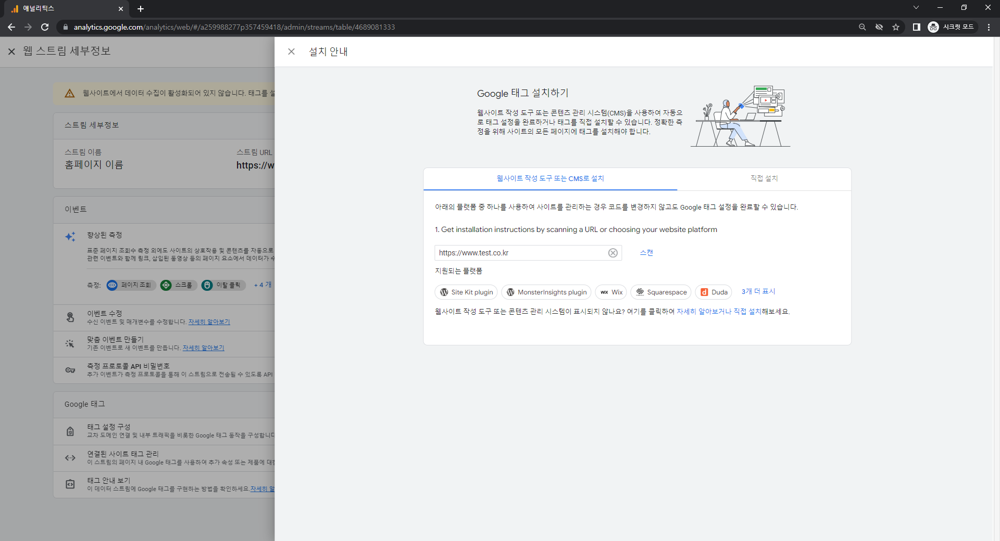 애널리틱스
analytics.google.com/analytics/web/#/a259988277p357459418/admin/streams/table/4689081333
시크릿 모드
웹 스트림 세부정보
웹사이트에서 데이터 수집이 활성화되어 있지 않습니다. 태그를 설
스트림 세부정보
스트림 이름
스트림 URL
홈페이지 이름
https://w
이벤트
향상된 측정
표준 페이지 조회수 측정 외에도 사이트의 상호작용 및 콘텐츠를 자동으로
관련 이벤트와 함께 링크, 삽입된 동영상 등의 페이지 요소에서 데이터가 수
측정:
페이지 조회
스크롤
이탈 클릭
+ 4 개
이벤트 수정
수신 이벤트 및 매개변수를 수정합니다. 자세히 알아보기
맞춤 이벤트 만들기
기존 이벤트로 새 이벤트를 만듭니다. 자세히 알아보기
측정 프로토콜 API 비밀번호
추가 이벤트가 측정 프로토콜을 통해 이 스트림으로 전송될 수 있도록 API
Google 태그
태그 설정 구성
교차 도메인 연결 및 내부 트래픽을 비롯한 Google 태그 동작을 구성합니다
연결된 사이트 태그 관리
이 스트림의 페이지 내 Google 태그를 사용하여 추가 속성 또는 제품에 대한
태그 안내 보기
이 데이터 스트림에 Google 태그를 구현하는 방법을 확인하세요.자세히 알
설치 안내
Google 태그 설치하기
웹사이트 작성 도구 또는 콘텐츠 관리 시스템(CMS)을 사용하여 자동으
로 태그 설정을 완료하거나 태그를 직접 설치할 수 있습니다. 정확한 측
정을 위해 사이트의 모든 페이지에 태그를 설치해야 합니다.
웹사이트 작성 도구 또는 CMS로 설치
직접 설치
아래의 플랫폼 중 하나를 사용하여 사이트를 관리하는 경우 코드를 변경하지 않고도 Google 태그 설정을 완료할 수 있습니다.
1. Get installation instructions by scanning a URL or choosing your website platform
https://www.test.co.kr
스캔
지원되는 플랫폼
Site Kit plugin
MonsterInsights plugin
WIX Wix
Squarespace
d Duda
3개 더 표시
웹사이트 작성 도구 또는 콘텐츠 관리 시스템이 표시되지 않나요? 여기를 클릭하여 자세히 알아보거나 직접 설치해보세요.